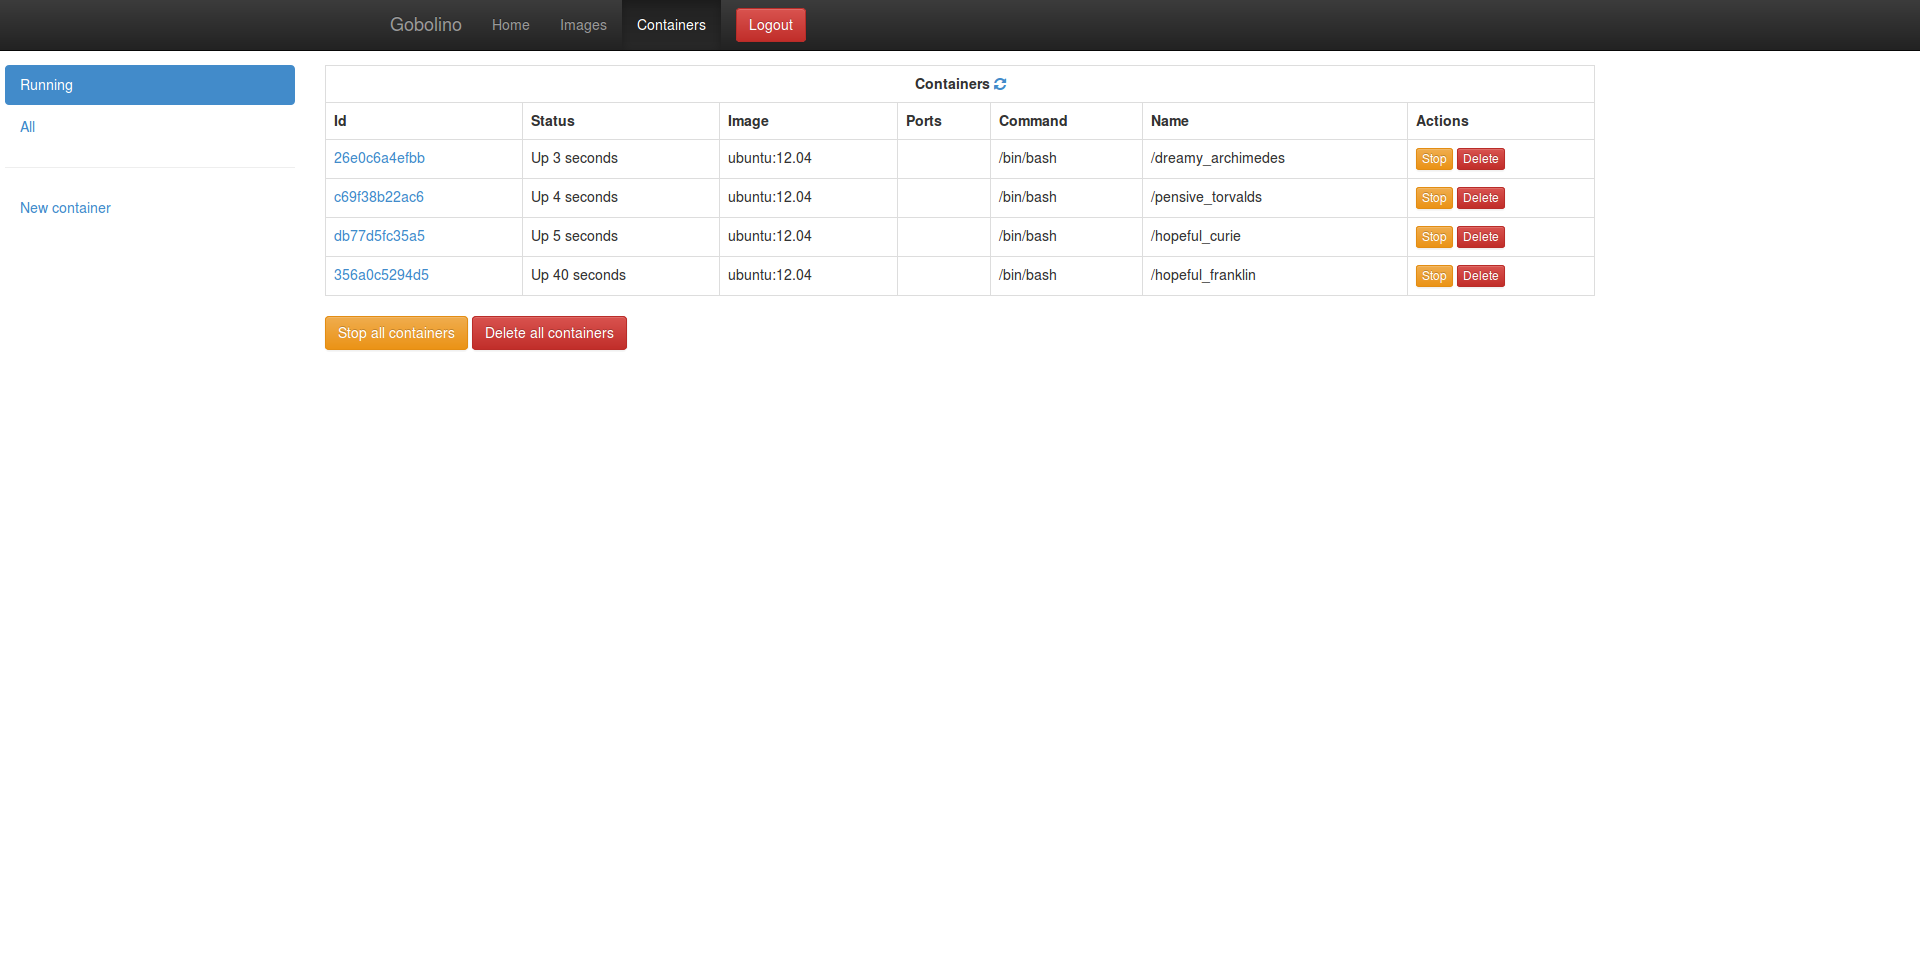 Gobolino Home Images Containers Logout
Running
All
New container
Containers
Id Status Image Ports Command Name Actions
26e0c6a4efbb Up 3 seconds ubuntu:12.04 /bin/bash /dreamy_archimedes Stop Delete
c69f38b22ac6 Up 4 seconds ubuntu:12.04 /bin/bash /pensive_torvalds Stop Delete
db77d5fc35a5 Up 5 seconds ubuntu:12.04 /bin/bash /hopeful_curie Stop Delete
356a0c5294d5 Up 40 seconds ubuntu:12.04 /bin/bash /hopeful_franklin Stop Delete
Stop all containers Delete all containers